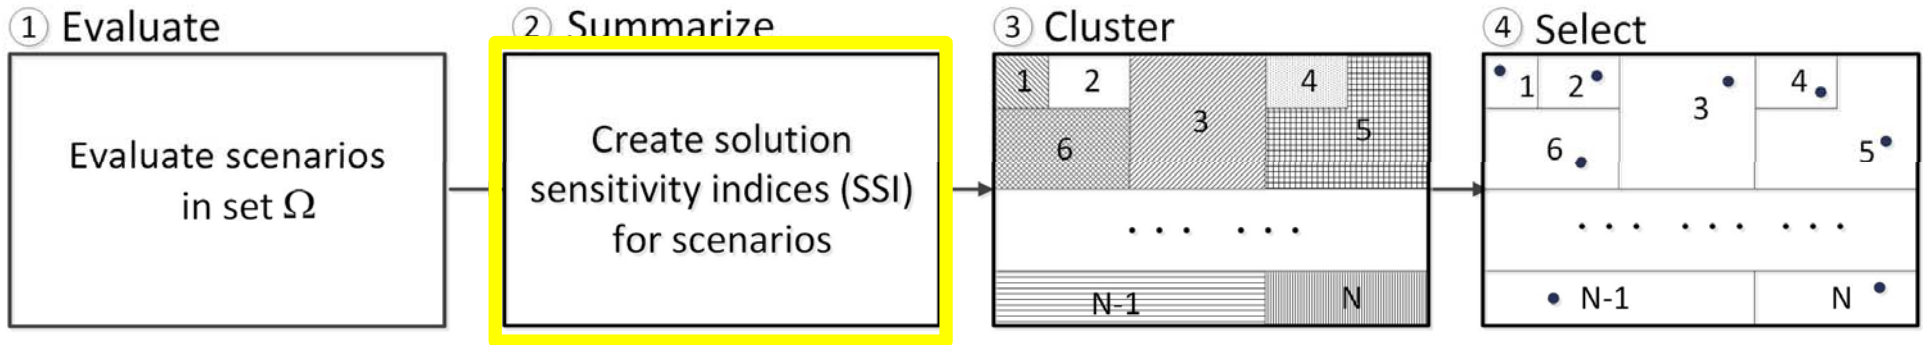 1 Evaluate
Evaluate scenarios
in set Ω
2 Summarize
Create solution
sensitivity indices (SSI)
for scenarios
3 Cluster
1 2 3 4 5 6
. . . . . .
N-1 N
4 Select
1 2 3 4 5 6
. . . . . . . . .
N-1 N